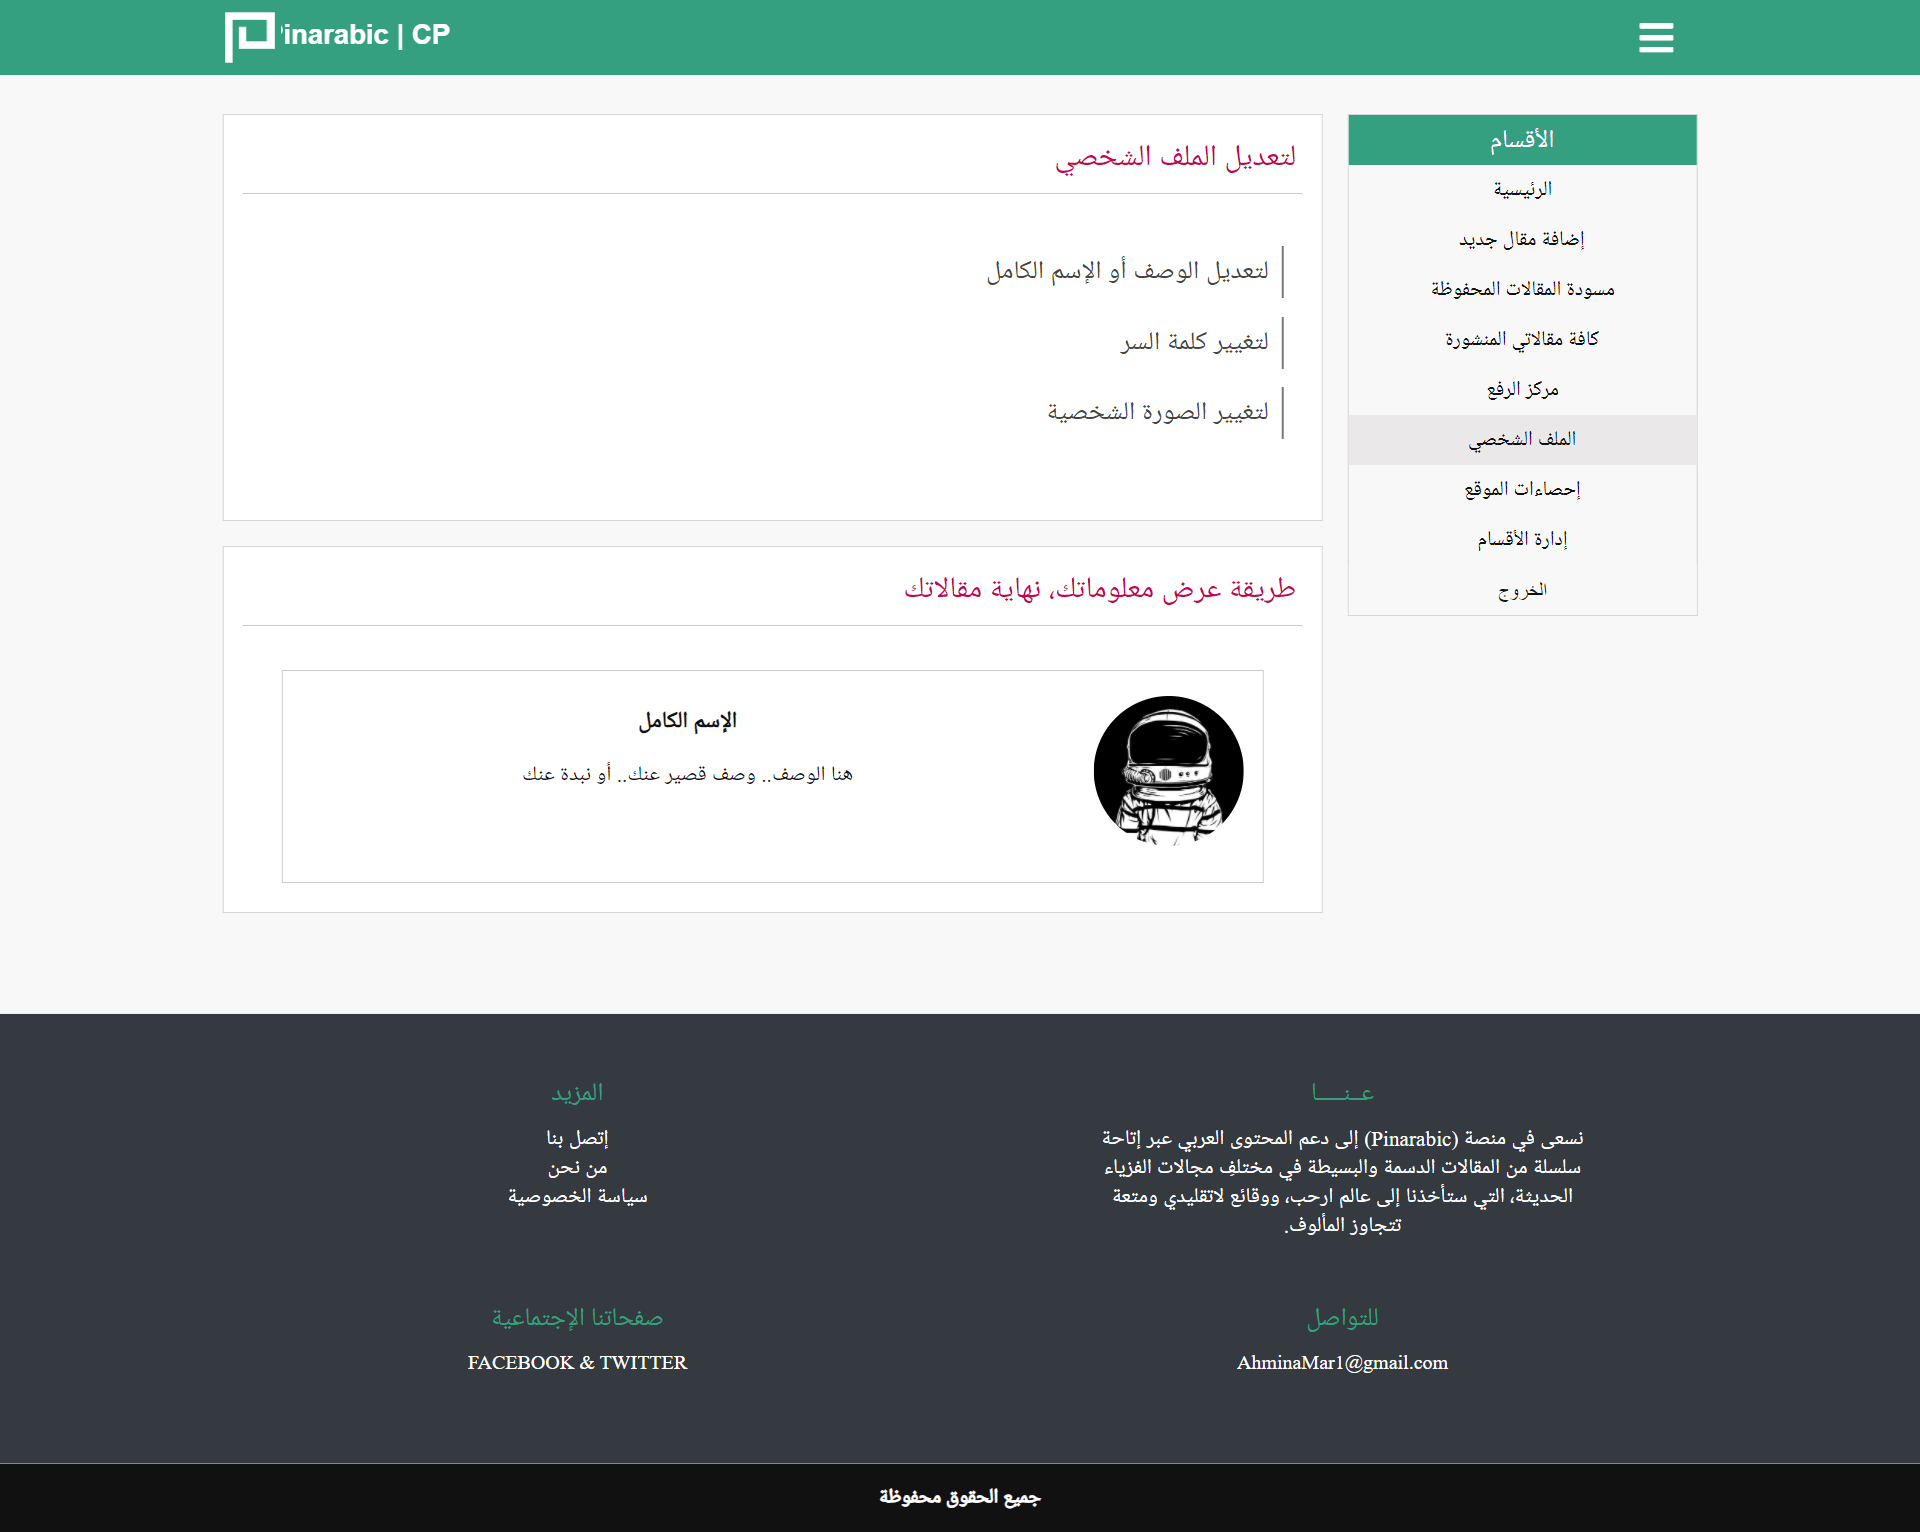 Pinarabic | CP
الأقسام
الرئيسية
إضافة مقال جديد
مسودة المقالات المحفوظة
كافة مقالاتي المنشورة
مركز الرفع
الملف الشخصي
إحصاءات الموقع
إدارة الأقسام
الخروج
لتعديل الملف الشخصي
لتعديل الوصف أو الإسم الكامل
لتغيير كلمة السر
لتغيير الصورة الشخصية
طريقة عرض معلوماتك، نهاية مقالاتك
الإسم الكامل
هنا الوصف.. وصف قصير عنك.. أو نبدة عنك
عــنــــا
نسعى في منصة (Pinarabic) إلى دعم المحتوى العربي عبر إتاحة
سلسلة من المقالات الدسمة والبسيطة في مختلف مجالات الفزياء
الحديثة، التي ستأخذنا إلى عالم ارحب، ووقائع لاتقليدي ومتعة
تتجاوز المألوف.
المزيد
إتصل بنا
من نحن
سياسة الخصوصية
للتواصل
AhminaMar1@gmail.com
صفحاتنا الإجتماعية
FACEBOOK & TWITTER
جميع الحقوق محفوظة